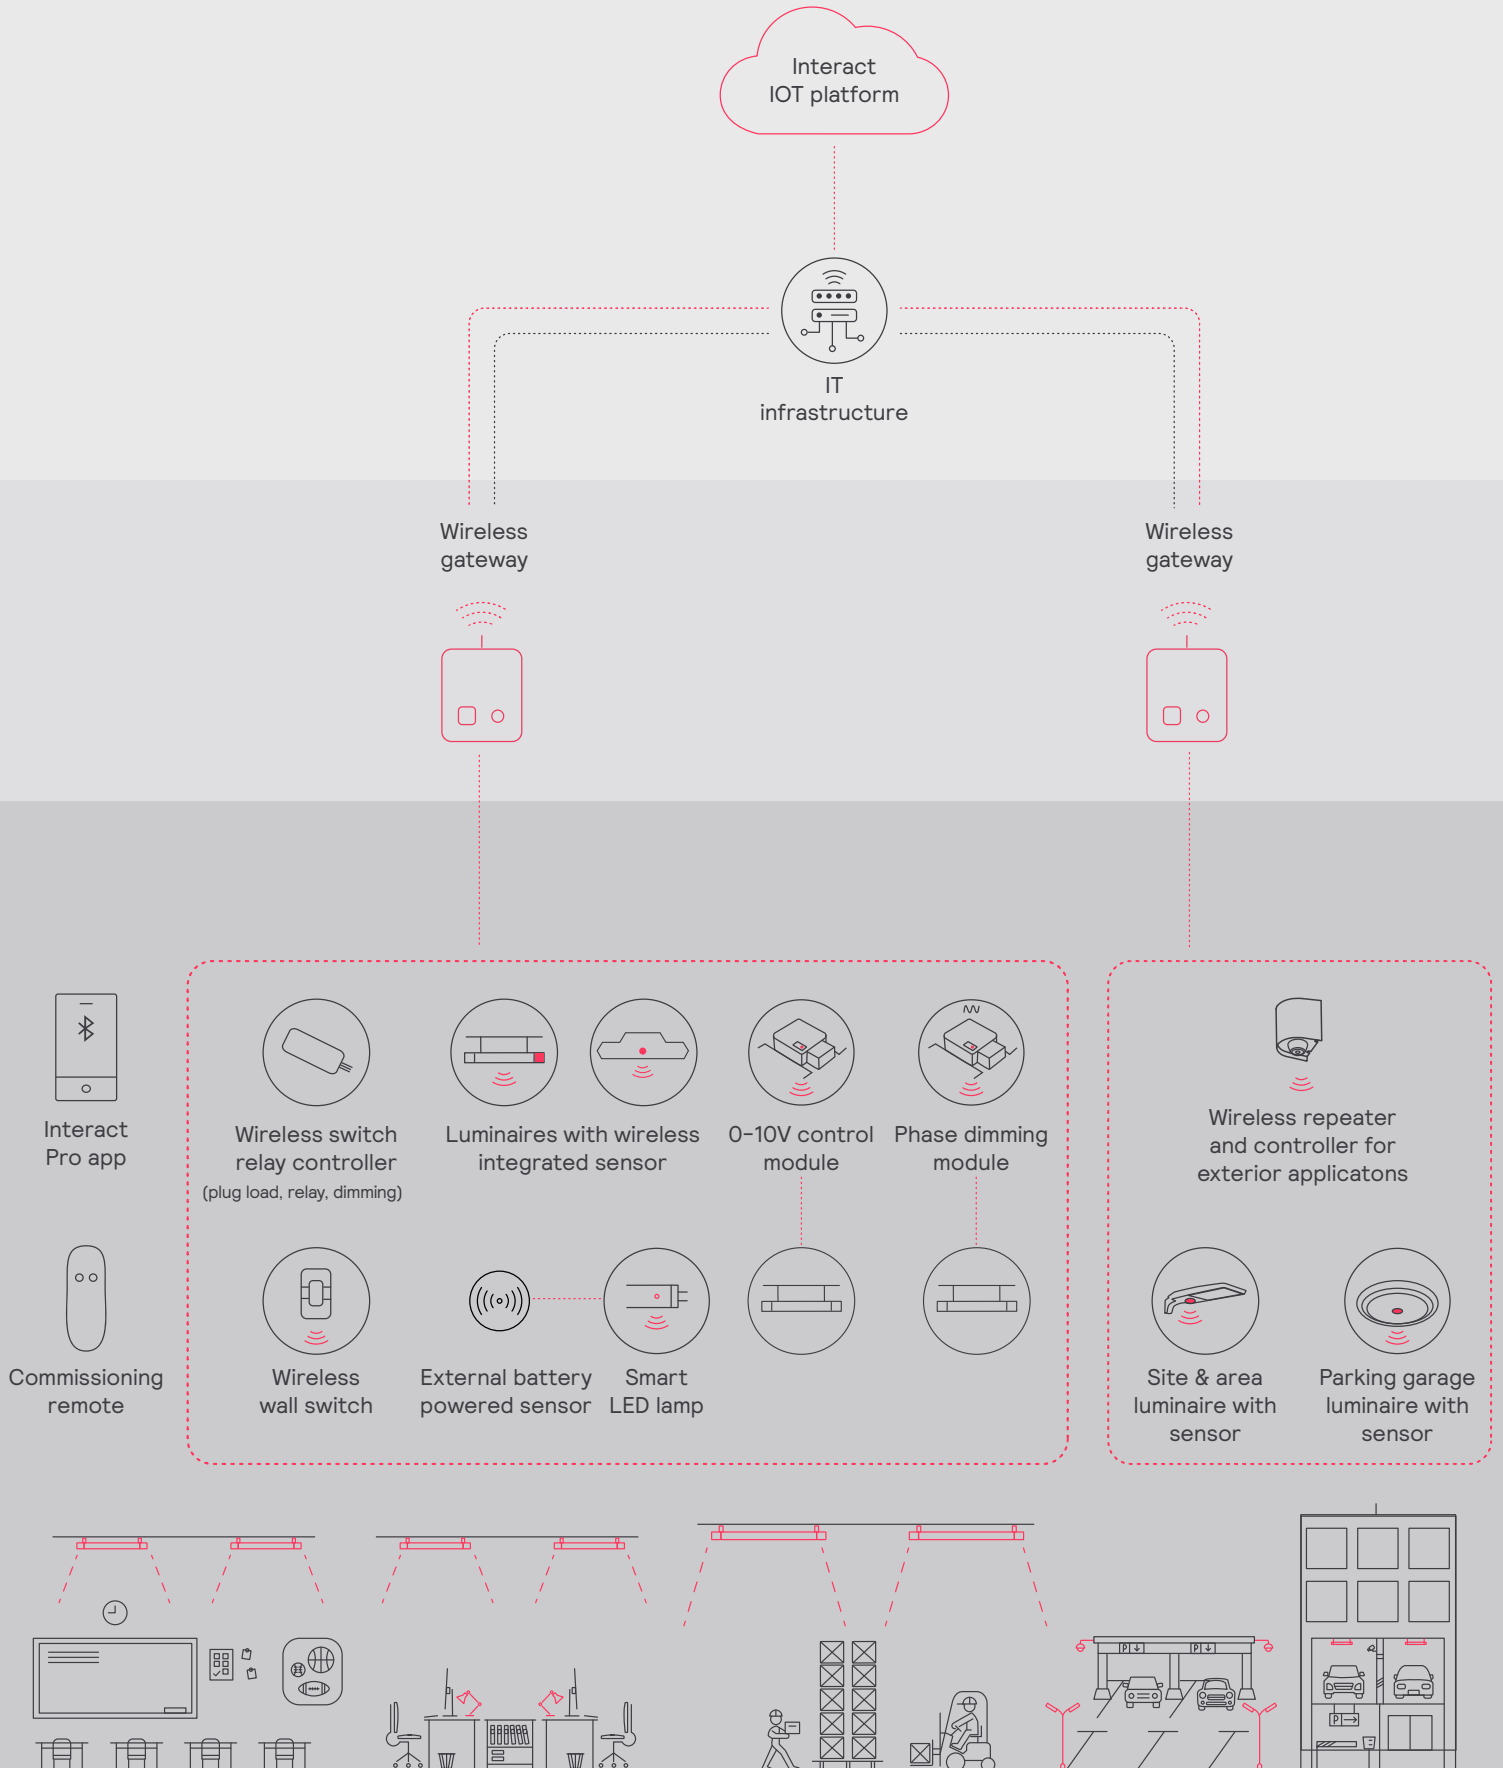 Interact
IOT platform
IT
infrastructure
Wireless
gateway
Wireless
gateway
Interact
Pro app
Wireless switch
relay controller
(plug load, relay, dimming)
Luminaires with wireless
integrated sensor
0-10V control
module
Phase dimming
module
Wireless repeater
and controller for
exterior applicatons
Commissioning
remote
Wireless
wall switch
External battery
powered sensor
Smart
LED lamp
Site & area
luminaire with
sensor
Parking garage
luminaire with
sensor
P
P
P